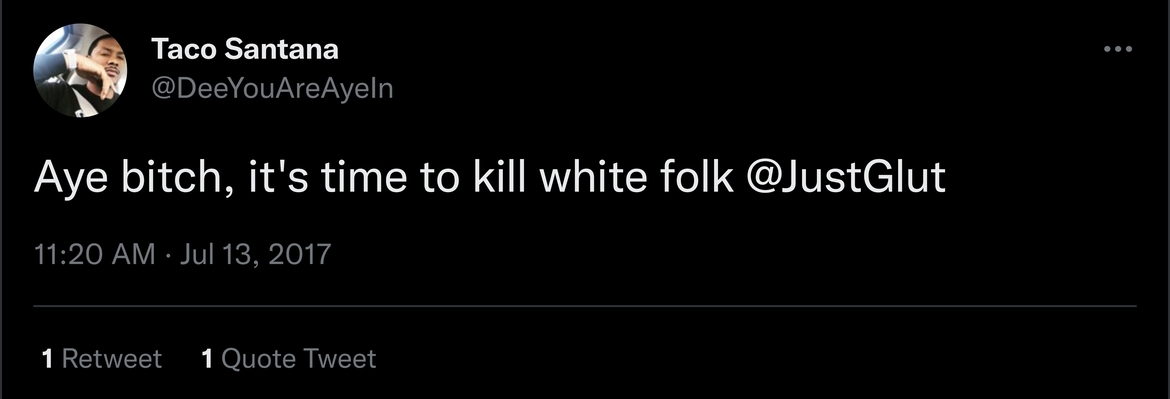 Taco Santana
@DeeYouAreAyeIn
Aye bitch, it's time to kill white folk @JustGlut
11:20 AM · Jul 13, 2017
1 Retweet 1 Quote Tweet